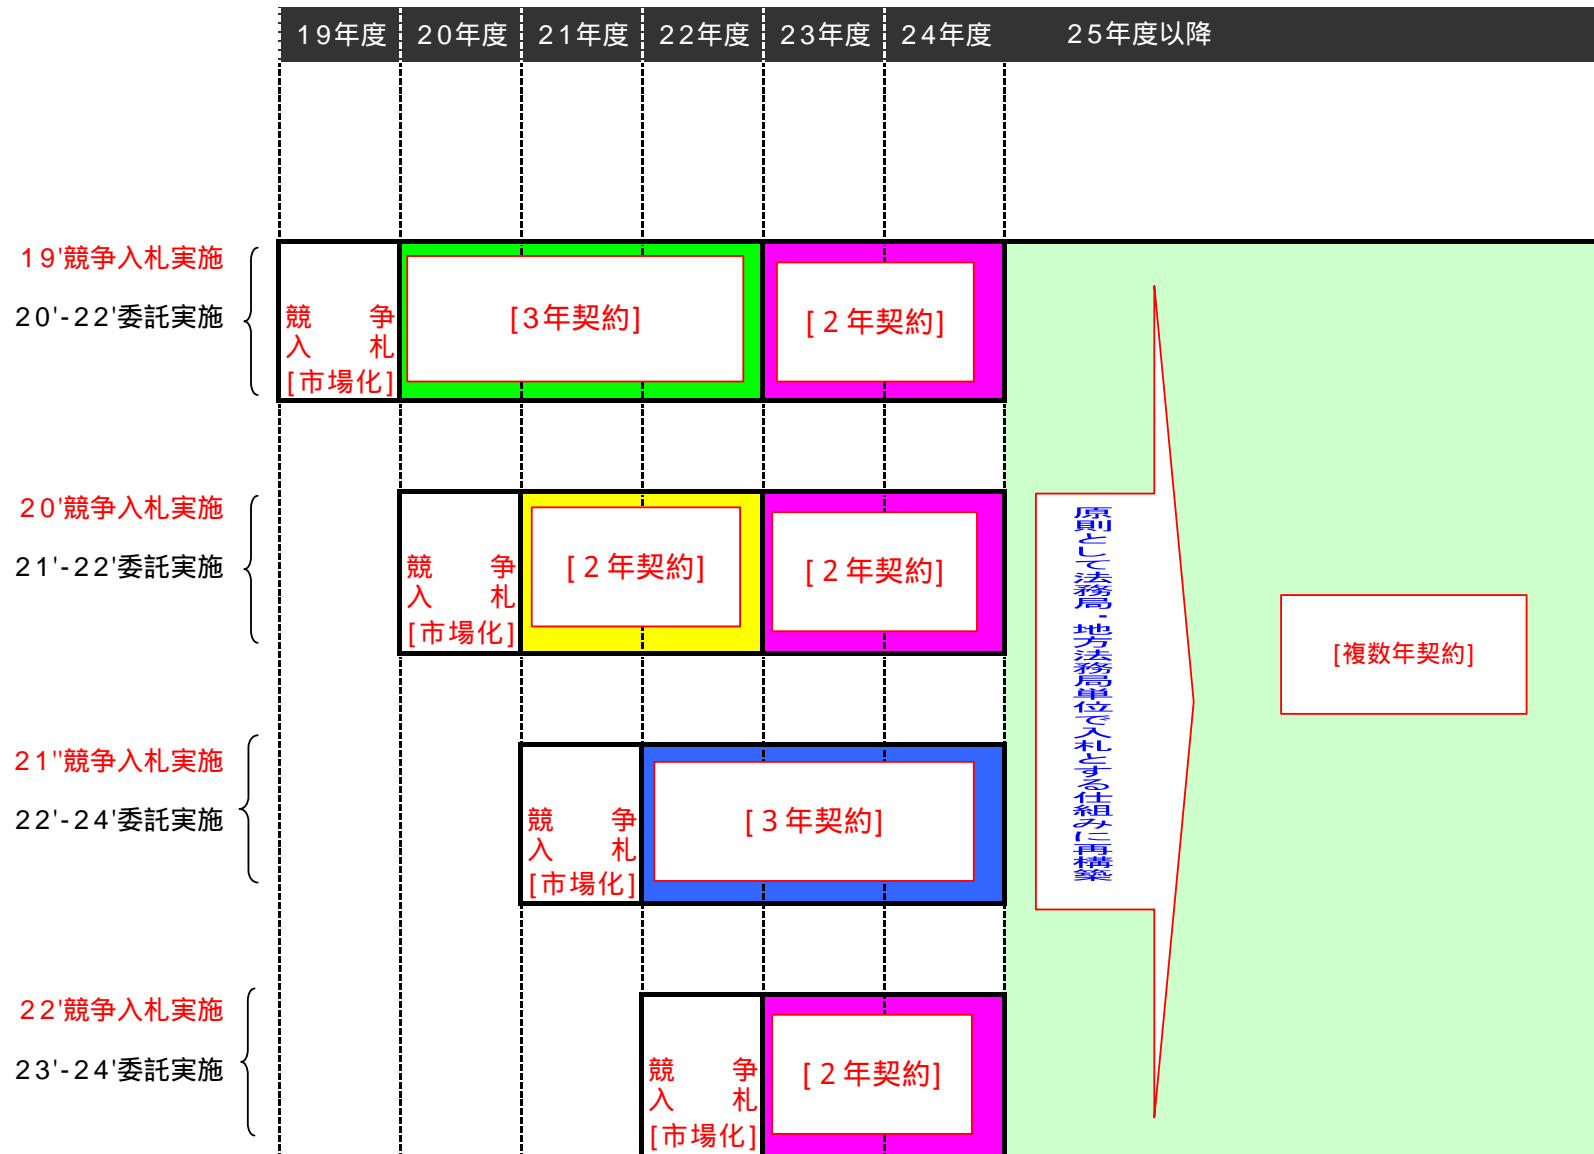 19年度 20年度 21年度 22年度 23年度 24年度 25年度以降
19'競争入札実施
20'-22'委託実施
競争
入札
[市場化]
[3年契約]
[2年契約]
20'競争入札実施
21'-22'委託実施
競争
入札
[市場化]
[2年契約]
[2年契約]
21"競争入札実施
22'-24'委託実施
競争
入札
[市場化]
[3年契約]
22'競争入札実施
23'-24'委託実施
競争
入札
[市場化]
[2年契約]
原則として法務局・地方法務局単位で入札とする仕組みに再構築
[複数年契約]